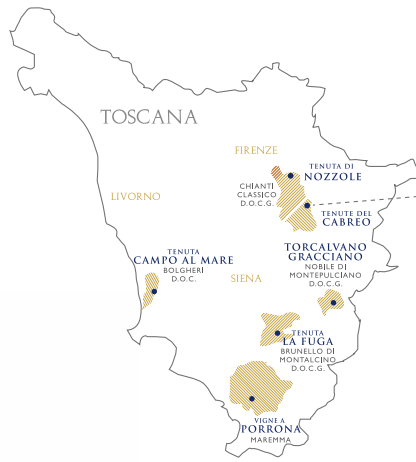 TOSCANA
FIRENZE
TENUTA DI
NOZZOLE
CHIANTI
CLASSICO
D.O.C.G.
LIVORNO
TENUTE DEL
CABREO
TENUTA
CAMPO AL MARE
BOLGHERI
D.O.C.
SIENA
TORCALVANO
GRACCIANO
NOBILE DI
MONTEPULCIANO
D.O.C.G.
TENUTA
LA FUGA
BRUNELLO DI
MONTALCINO
D.O.C.G.
VIGNE A
PORRONA
MAREMMA